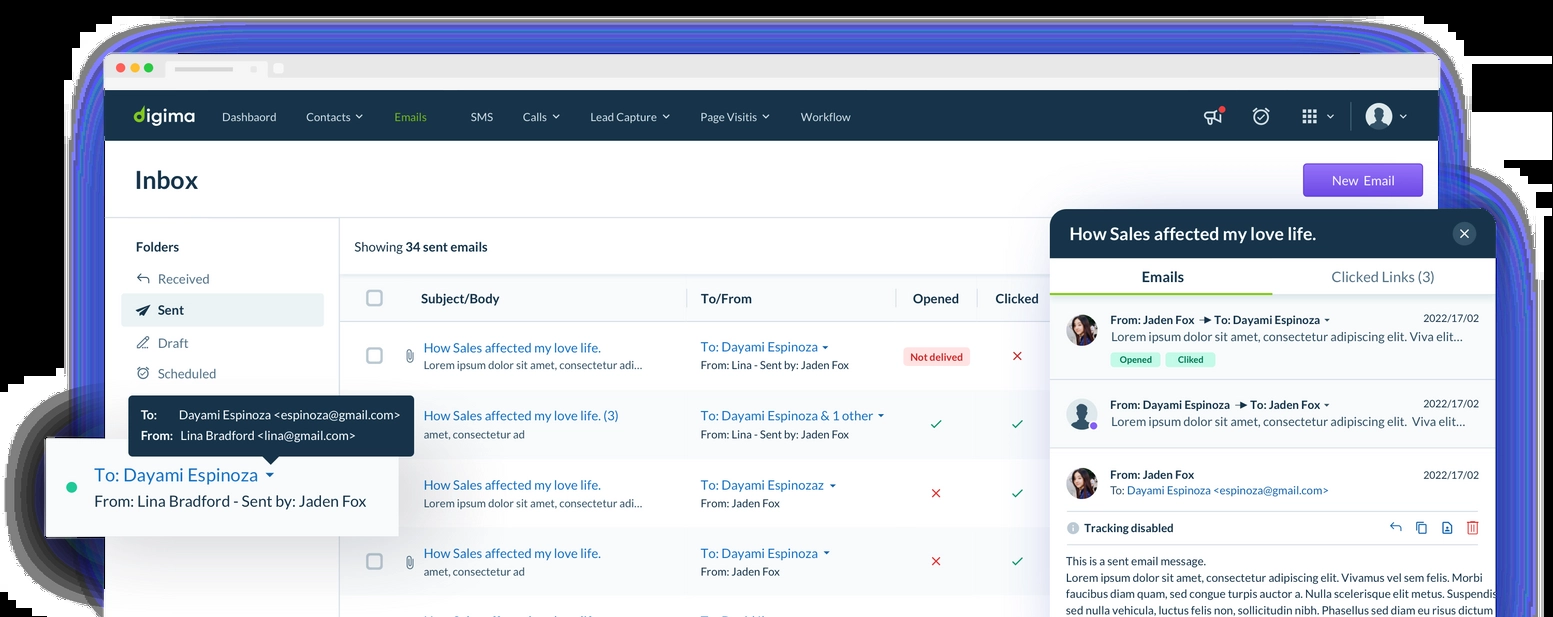 digima
Dashbaord Contacts Emails SMS Calls Lead Capture Page Visitis Workflow
Inbox
New Email
Folders
Received
Sent
Draft
Scheduled
To: Dayami Espinoza <espinoza@gmail.com>
From: Lina Bradford <lina@gmail.com>
To: Dayami Espinoza
From: Lina Bradford - Sent by: Jaden Fox
Showing 34 sent emails
Subject/Body To/From Opened Clicked
How Sales affected my love life. To: Dayami Espinoza Not delived
Lorem ipsum dolor sit amet, consectetur adi... From: Lina - Sent by: Jaden Fox
How Sales affected my love life. (3) To: Dayami Espinoza & 1 other
amet, consectetur ad From: Lina - Sent by: Jaden Fox
How Sales affected my love life. To: Dayami Espinozaz
Lorem ipsum dolor sit amet, consectetur adi... From: Jaden Fox
How Sales affected my love life. To: Dayami Espinoza
amet, consectetur ad From: Jaden Fox
How Sales affected my love life.
Emails Clicked Links (3)
From: Jaden Fox To: Dayami Espinoza 2022/17/02
Lorem ipsum dolor sit amet, consectetur adipiscing elit. Viva elit...
Opened Cliked
From: Dayami Espinoza To: Jaden Fox 2022/17/02
Lorem ipsum dolor sit amet, consectetur adipiscing elit. Viva elit...
From: Jaden Fox 2022/17/02
To: Dayami Espinoza <espinoza@gmail.com>
Tracking disabled
This is a sent email message.
Lorem ipsum dolor sit amet, consectetur adipiscing elit. Vivamus vel sem felis. Morbi
faucibus diam quam, sed congue turpis auctor a. Nulla scelerisque elit metus. Suspendis
sed nulla vehicula, luctus felis non, sollicitudin nibh. Phasellus sed diam eu risus dictum